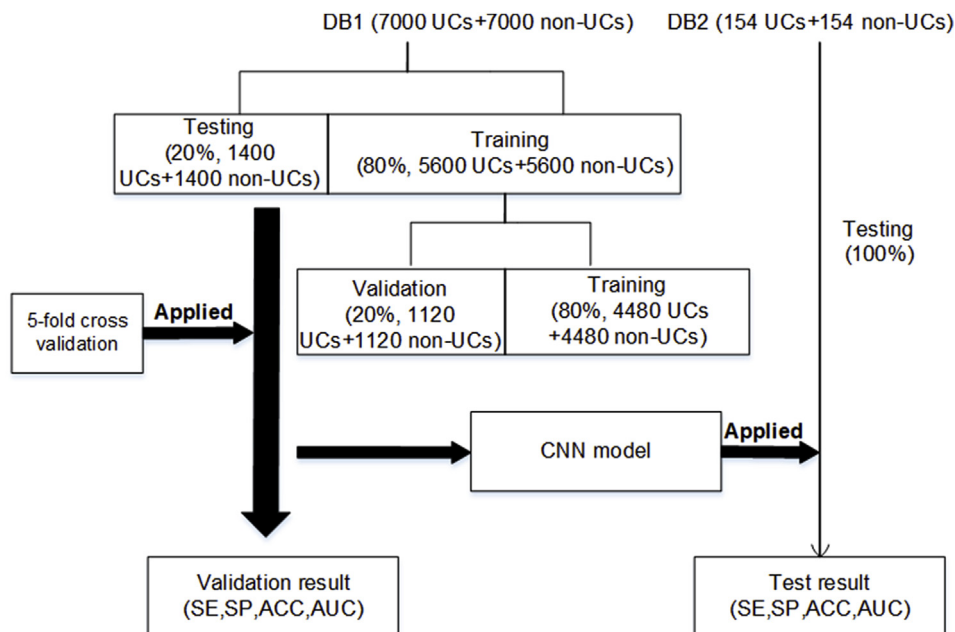 DB1 (7000 UCs+7000 non-UCs)
DB2 (154 UCs+154 non-UCs)
Testing
(20%, 1400
UCs+1400 non-UCs)
Training
(80%, 5600 UCs+5600 non-UCs)
Testing
(100%)
Validation
(20%, 1120
UCs+1120 non-UCs)
Training
(80%, 4480 UCs
+4480 non-UCs)
5-fold cross
validation
Applied
CNN model
Applied
Validation result
(SE,SP,ACC,AUC)
Test result
(SE,SP,ACC,AUC)